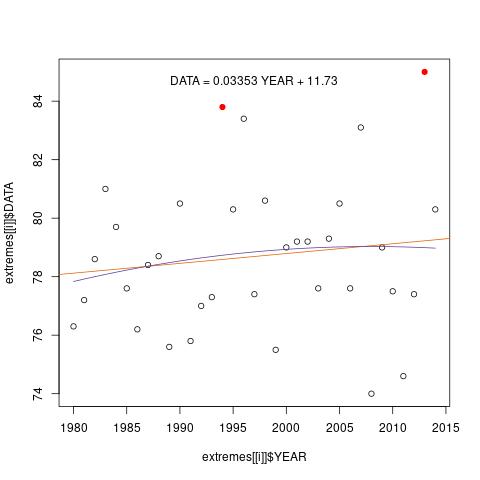 DATA = 0.03353 YEAR + 11.73
extremes[[i]]$DATA
84
82
80
78
76
74
1980 1985 1990 1995 2000 2005 2010 2015
extremes[[i]]$YEAR